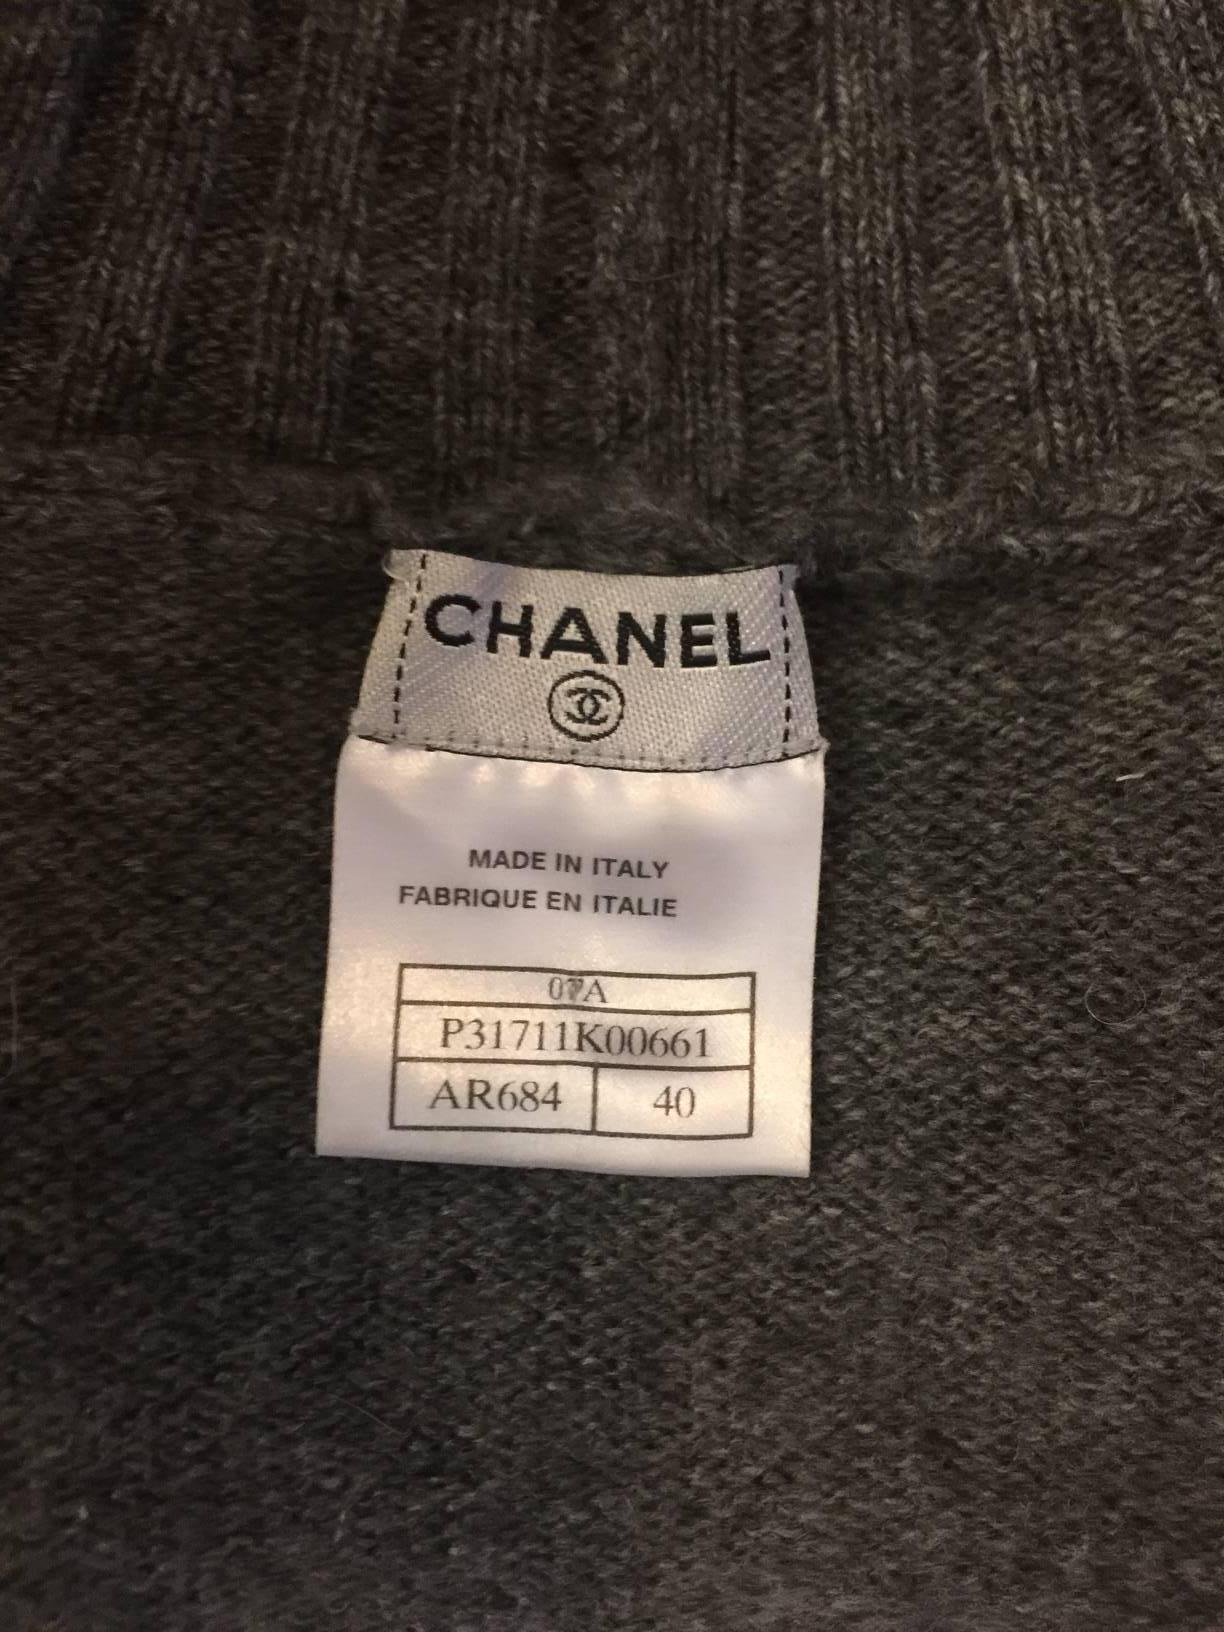 CHANEL
MADE IN ITALY
FABRIQUE EN ITALIE
07A
P31711K00661
AR684 40